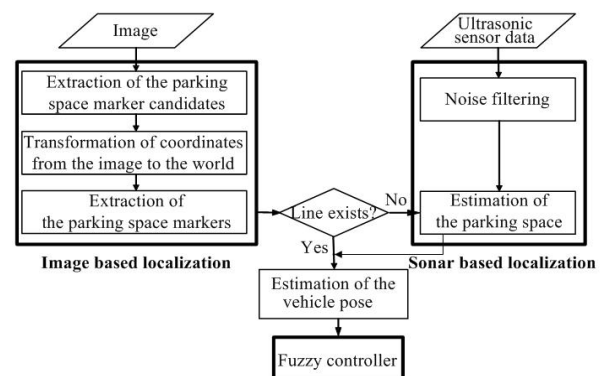 Image
Extraction of the parking
space marker candidates
Transformation of coordinates
from the image to the world
Extraction of
the parking space markers
Image based localization
Line exists?
No
Yes
Ultrasonic
sensor data
Noise filtering
Estimation of
the parking space
Sonar based localization
Estimation of the
vehicle pose
Fuzzy controller